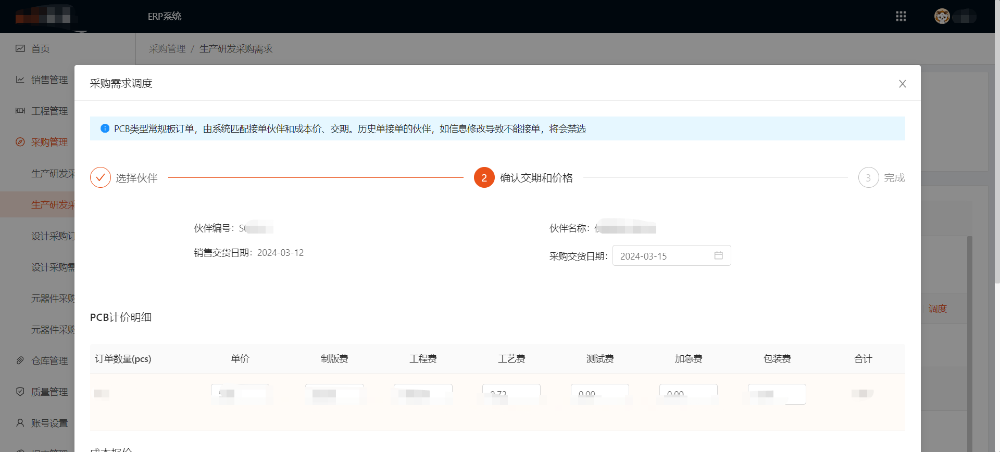 ERP系统
首页
采购管理 / 生产研发采购需求
销售管理
工程管理
采购管理
生产研发采
生产研发采
设计采购订
设计采购需
元器件采购
元器件采购
仓库管理
质量管理
账号设置
采购需求调度
PCB类型常规板订单，由系统匹配接单伙伴和成本价、交期。历史单接单的伙伴，如信息修改导致不能接单，将会禁选
选择伙伴
2 确认交期和价格
3 完成
伙伴编号：
伙伴名称：
销售交货日期：2024-03-12
采购交货日期：2024-03-15
调度
PCB计价明细
订单数量(pcs) 单价 制版费 工程费 工艺费 测试费 加急费 包装费 合计
0.00 0.00